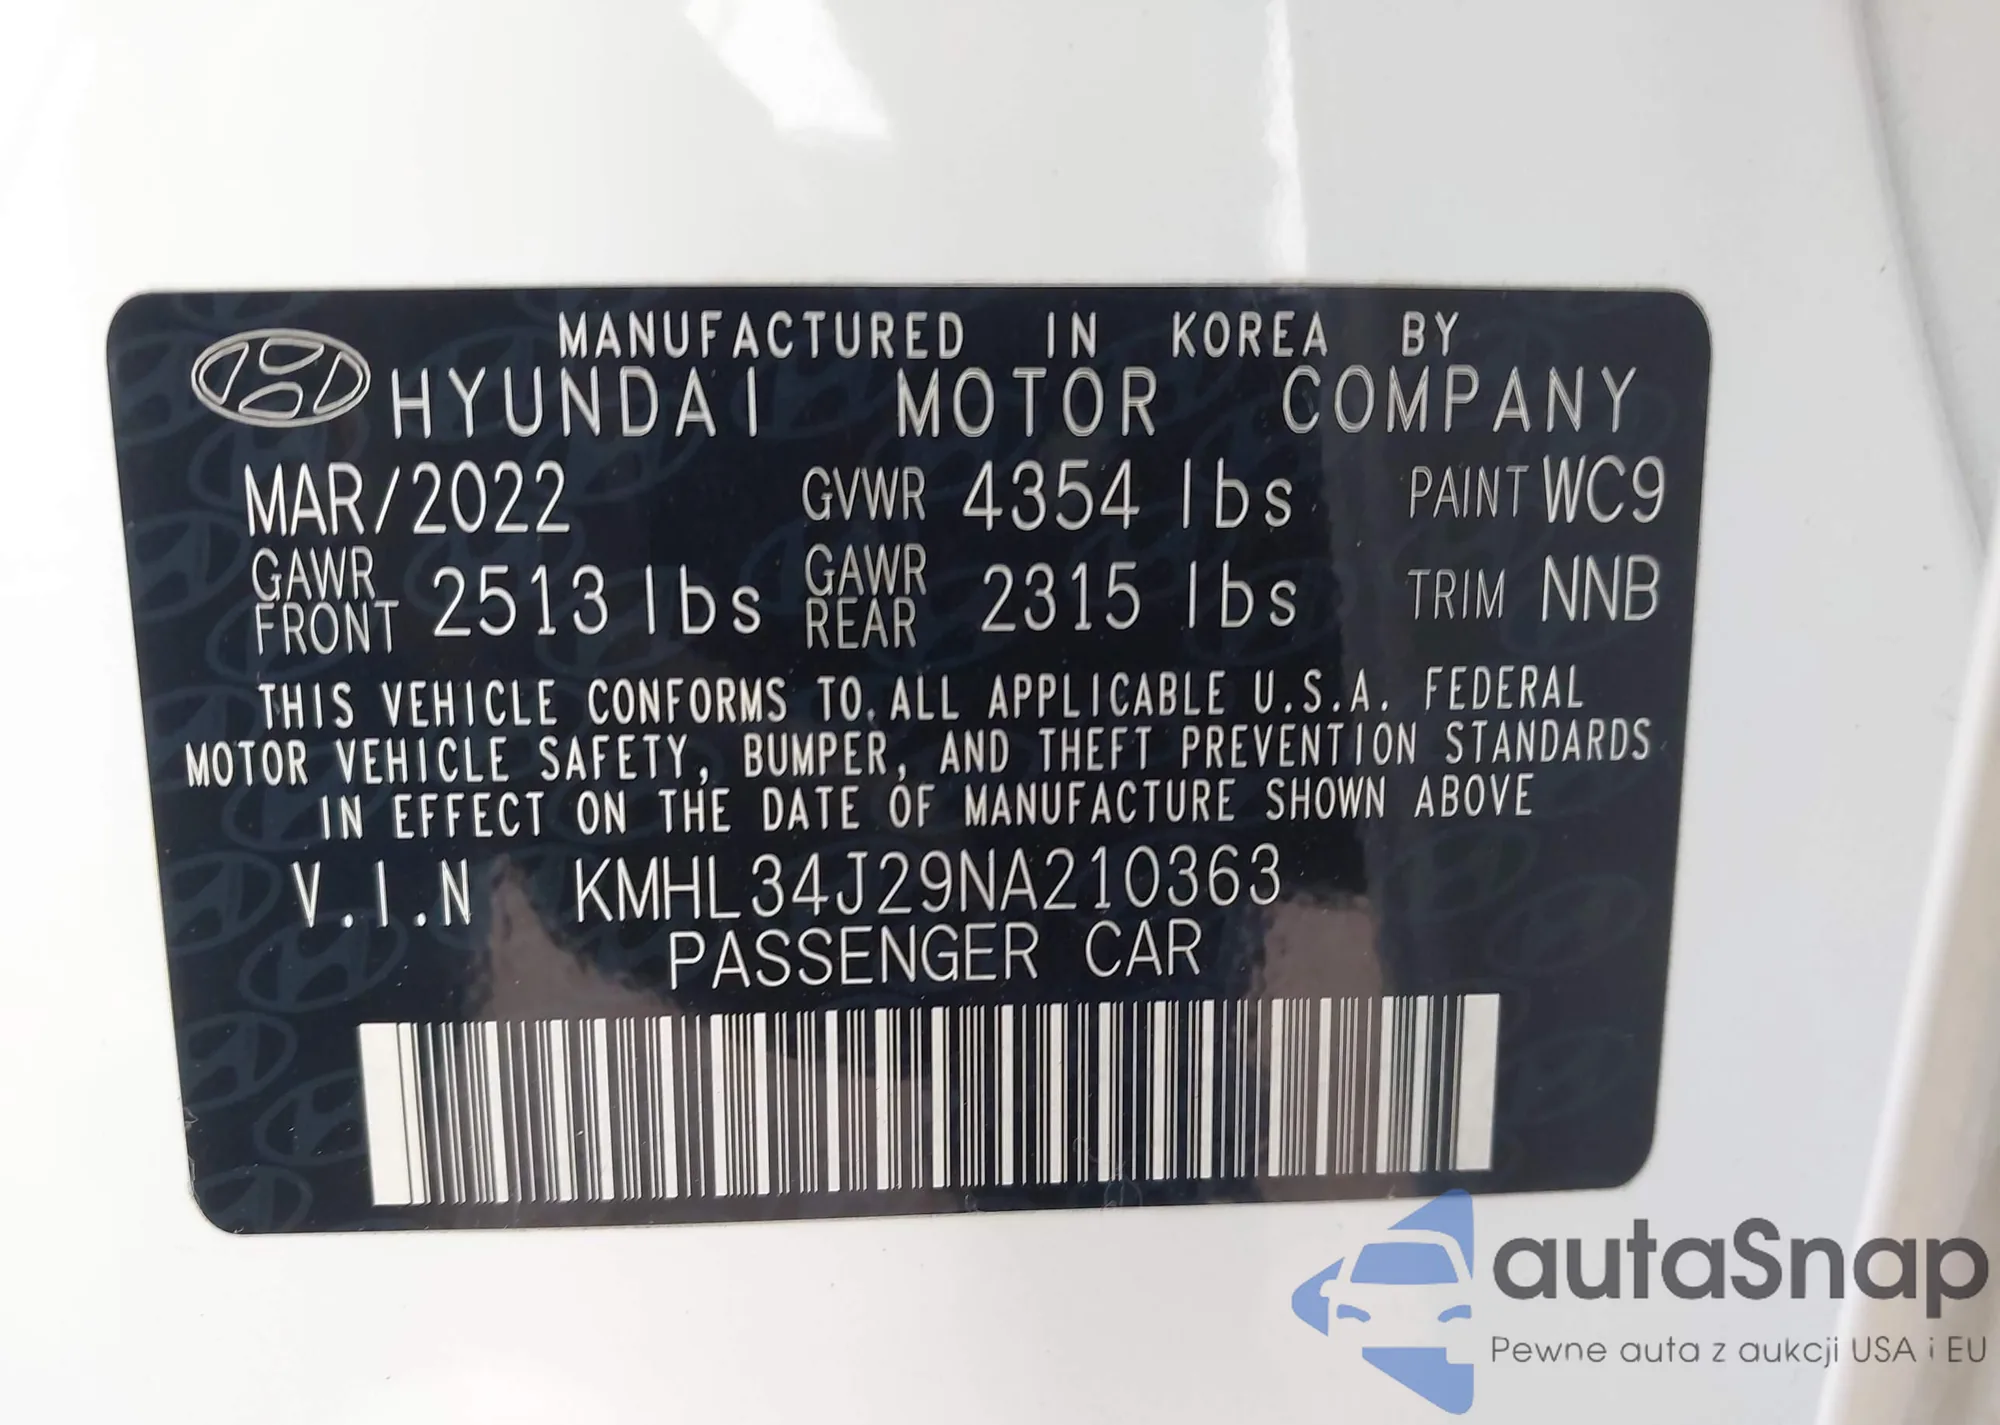 MANUFACTURED IN KOREA BY
HYUNDAI MOTOR COMPANY
MAR/2022 GVWR 4354 lbs PAINT WC9
GAWR FRONT 2513 lbs GAWR REAR 2315 lbs TRIM NNB
THIS VEHICLE CONFORMS TO ALL APPLICABLE U.S.A. FEDERAL
MOTOR VEHICLE SAFETY, BUMPER, AND THEFT PREVENTION STANDARDS
IN EFFECT ON THE DATE OF MANUFACTURE SHOWN ABOVE
V.I.N KMHL34J29NA210363
PASSENGER CAR
autaSnap
Pewne auta z aukcji USA i EU